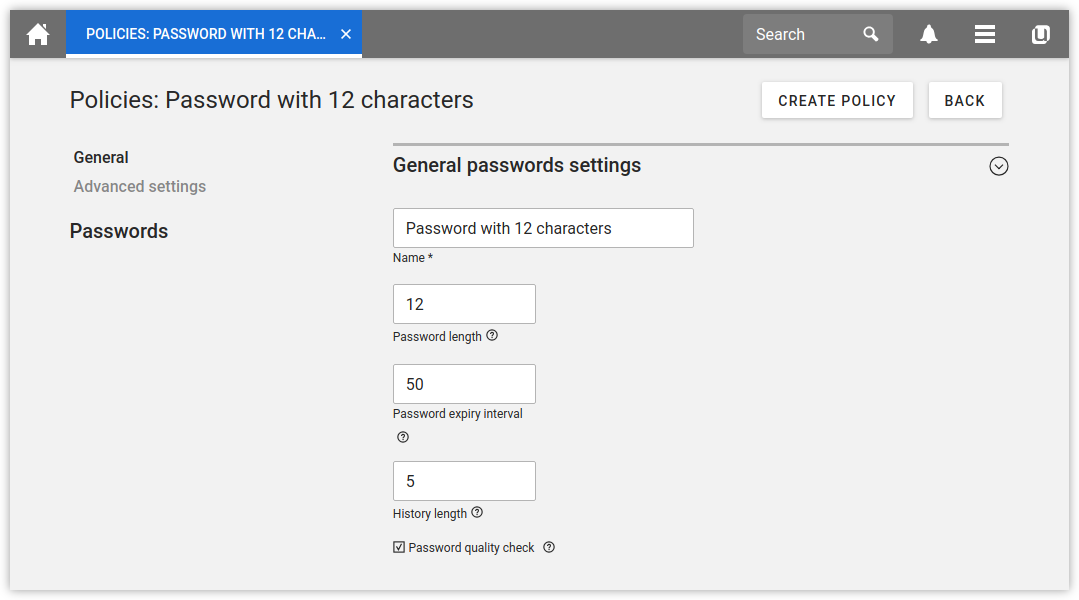 POLICIES: PASSWORD WITH 12 CHA... ×
Search
Policies: Password with 12 characters
CREATE POLICY
BACK
General
Advanced settings
Passwords
General passwords settings
Password with 12 characters
Name *
12
Password length
50
Password expiry interval
5
History length
Password quality check